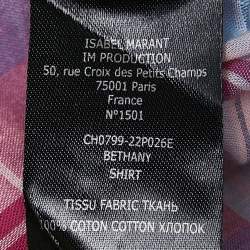 ISABEL MARANT
IM PRODUCTION
50, rue Croix des Petits Champs
75001 Paris
France
N°1501
CH0799-22P026E
BETHANY
SHIRT
TISSU FABRIC ТКАНЬ
100% COTON COTTON ХЛОПОК